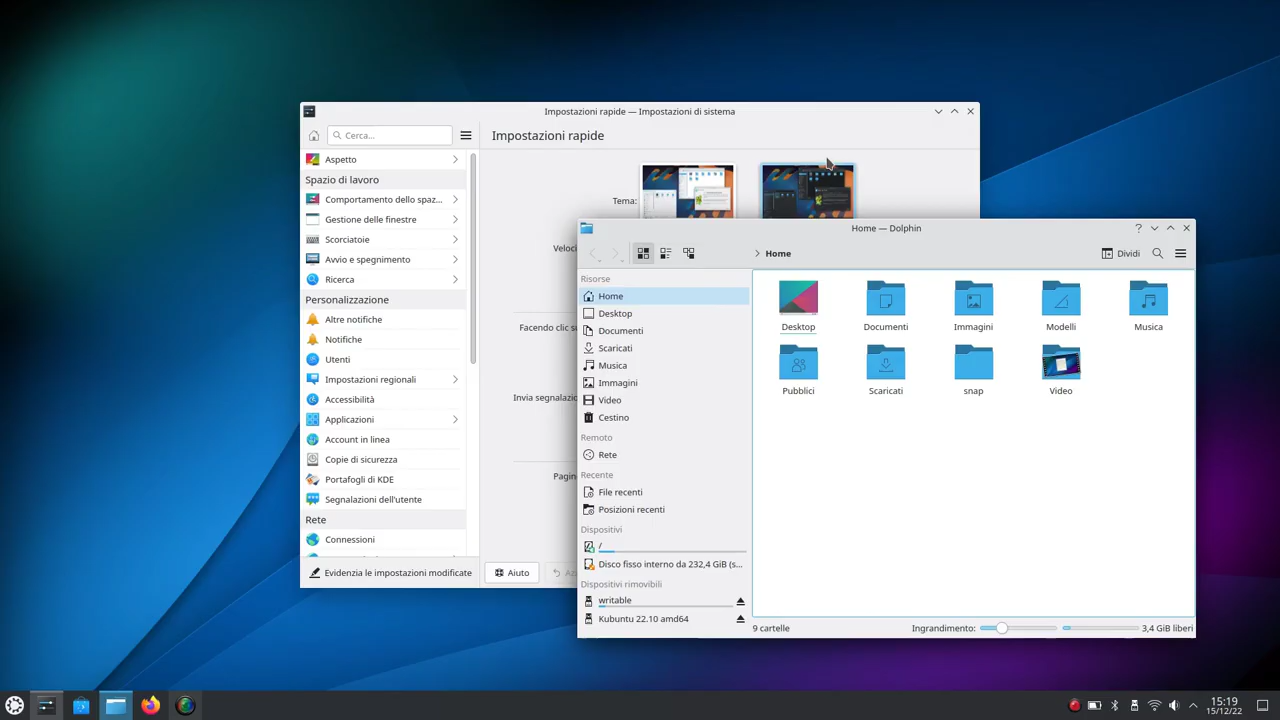 Impostazioni rapide — Impostazioni di sistema
Cerca...
Impostazioni rapide
Aspetto
Spazio di lavoro
Comportamento dello spaz...
Gestione delle finestre
Scorciatoie
Avvio e spegnimento
Ricerca
Personalizzazione
Altre notifiche
Notifiche
Utenti
Impostazioni regionali
Accessibilità
Applicazioni
Account in linea
Copie di sicurezza
Portafogli di KDE
Segnalazioni dell'utente
Rete
Connessioni
Evidenzia le impostazioni modificate
Tema:
Veloci
Facendo clic su
Invia segnalazio
Pagin
Aiuto
Home — Dolphin
Home
Dividi
Risorse
Home
Desktop
Documenti
Scaricati
Musica
Immagini
Video
Cestino
Remoto
Rete
Recente
File recenti
Posizioni recenti
Dispositivi
/
Disco fisso interno da 232,4 GiB (s...
Dispositivi rimovibili
writable
Kubuntu 22.10 amd64
Desktop
Documenti
Immagini
Modelli
Musica
Pubblici
Scaricati
snap
Video
9 cartelle
Ingrandimento:
3,4 GiB liberi
15:19
15/12/22